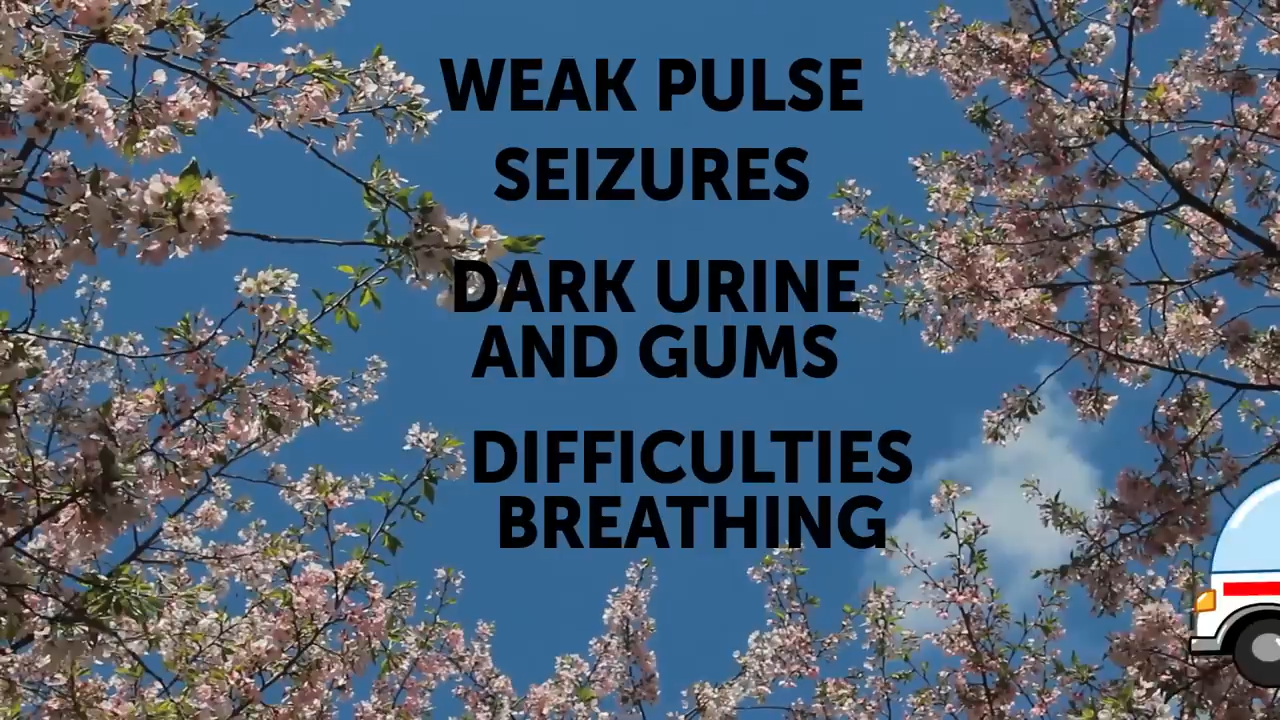 WEAK PULSE
SEIZURES
DARK URINE
AND GUMS
DIFFICULTIES
BREATHING